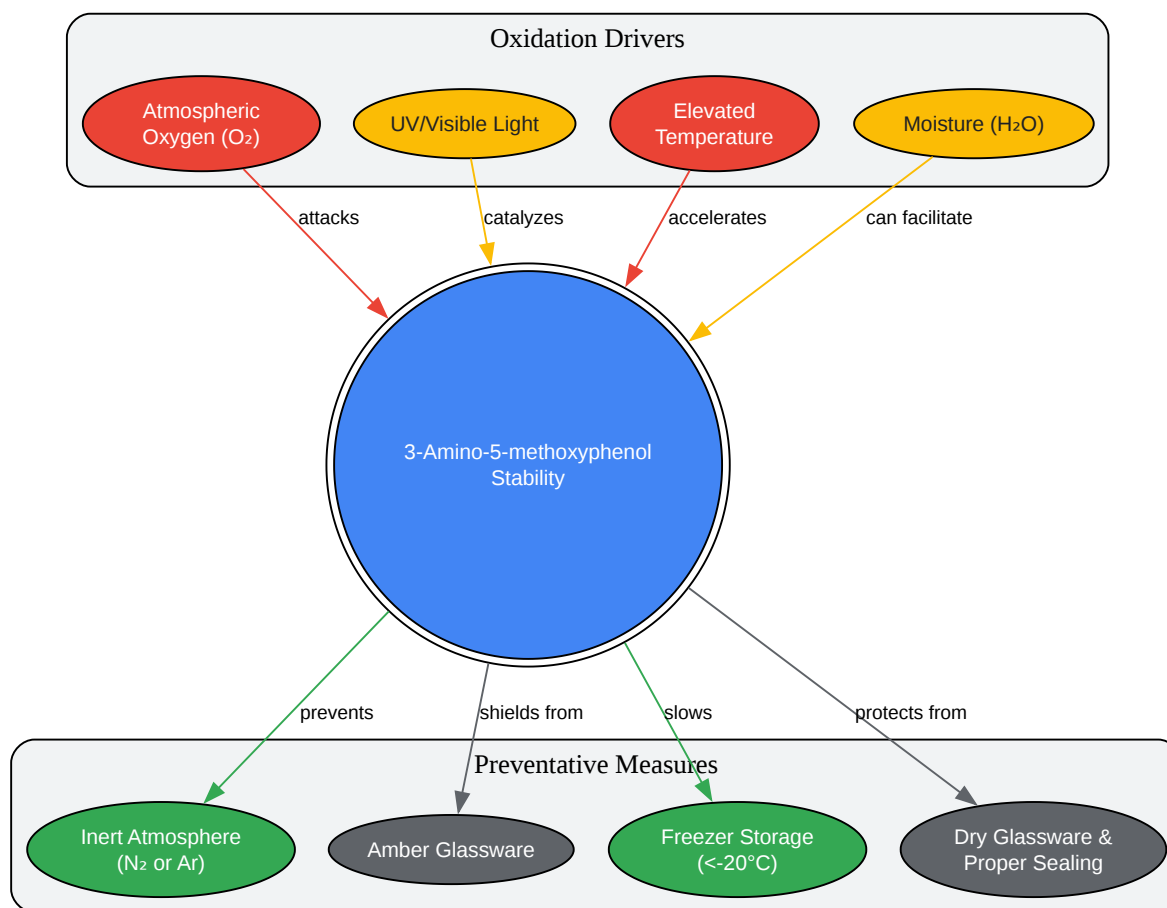 Oxidation Drivers
Atmospheric
Oxygen (O₂)
UV/Visible Light
Elevated
Temperature
Moisture (H₂O)
attacks
catalyzes
accelerates
can facilitate
3-Amino-5-methoxyphenol
Stability
prevents
shields from
slows
protects from
Preventative Measures
Inert Atmosphere
(N₂ or Ar)
Amber Glassware
Freezer Storage
(<-20°C)
Dry Glassware &
Proper Sealing